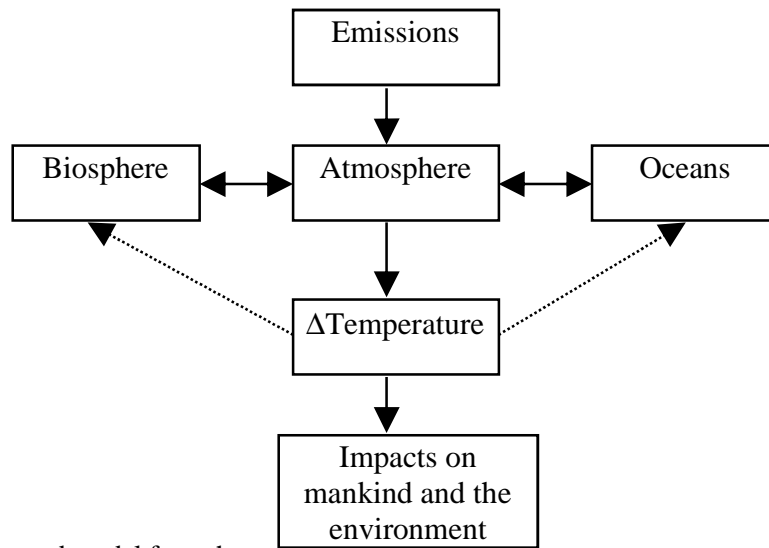 Emissions
Biosphere
Atmosphere
Oceans
ΔTemperature
Impacts on
mankind and the
environment